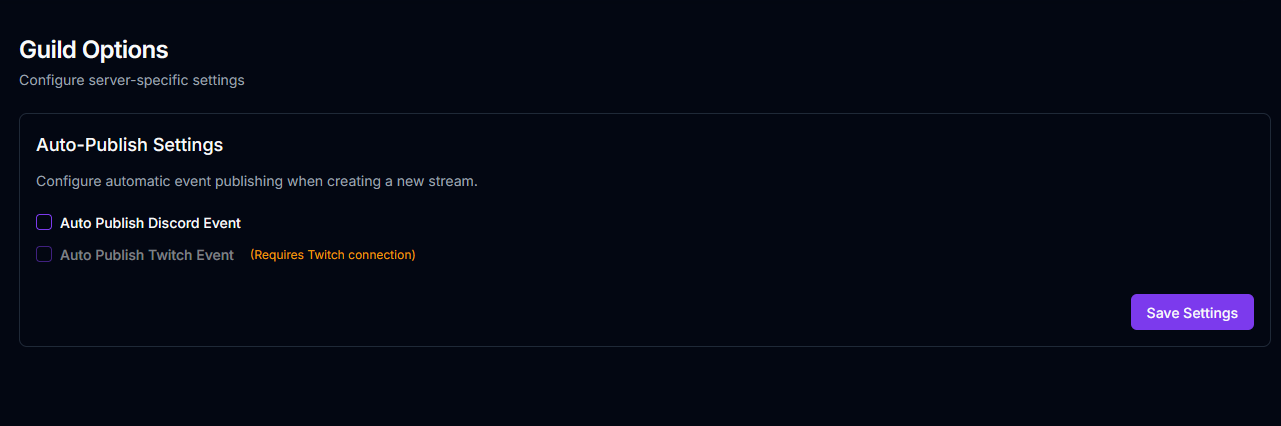 Guild Options
Configure server-specific settings
Auto-Publish Settings
Configure automatic event publishing when creating a new stream.
Auto Publish Discord Event
Auto Publish Twitch Event (Requires Twitch connection)
Save Settings